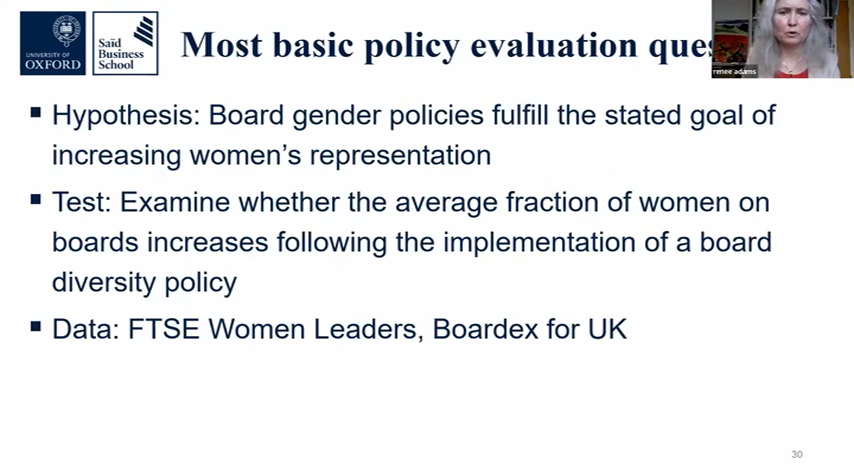 UNIVERSITY OF
OXFORD
Saïd
Business
School
Most basic policy evaluation ques
renee adams
Hypothesis: Board gender policies fulfill the stated goal of
increasing women's representation
Test: Examine whether the average fraction of women on
boards increases following the implementation of a board
diversity policy
Data: FTSE Women Leaders, Boardex for UK
30